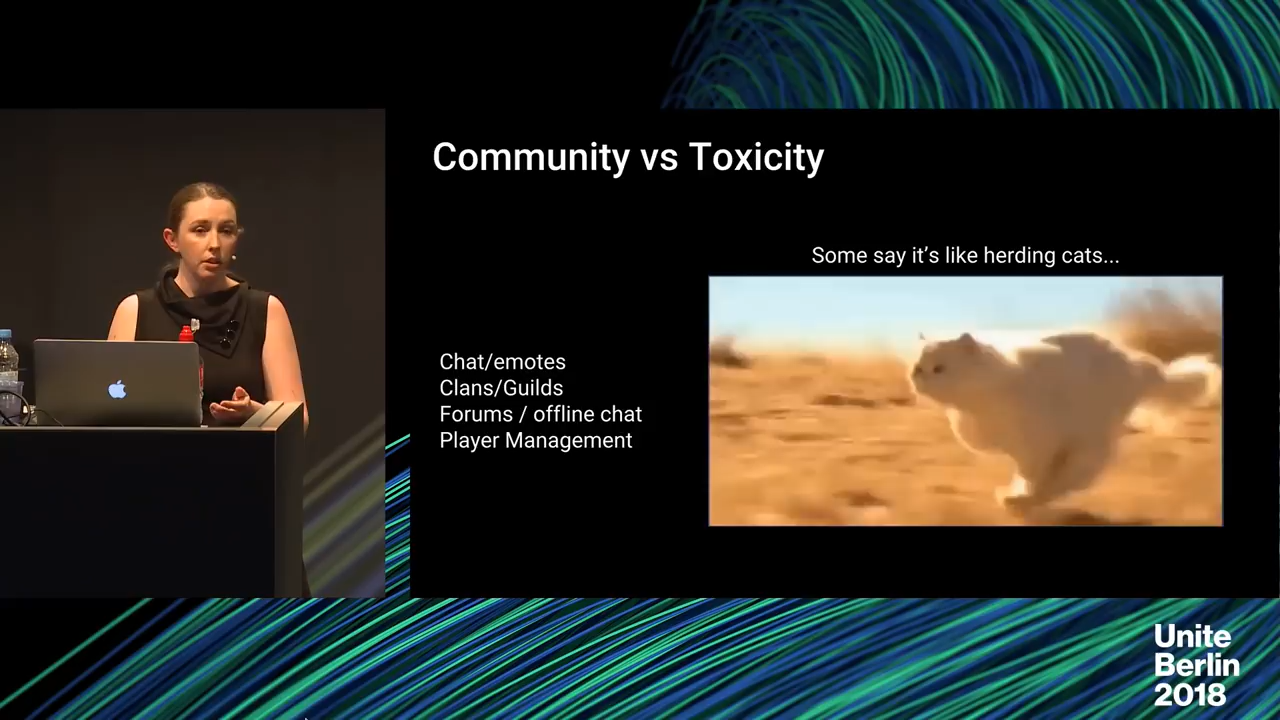 Community vs Toxicity
Some say it's like herding cats...
Chat/emotes
Clans/Guilds
Forums / offline chat
Player Management
Unite
Berlin
2018